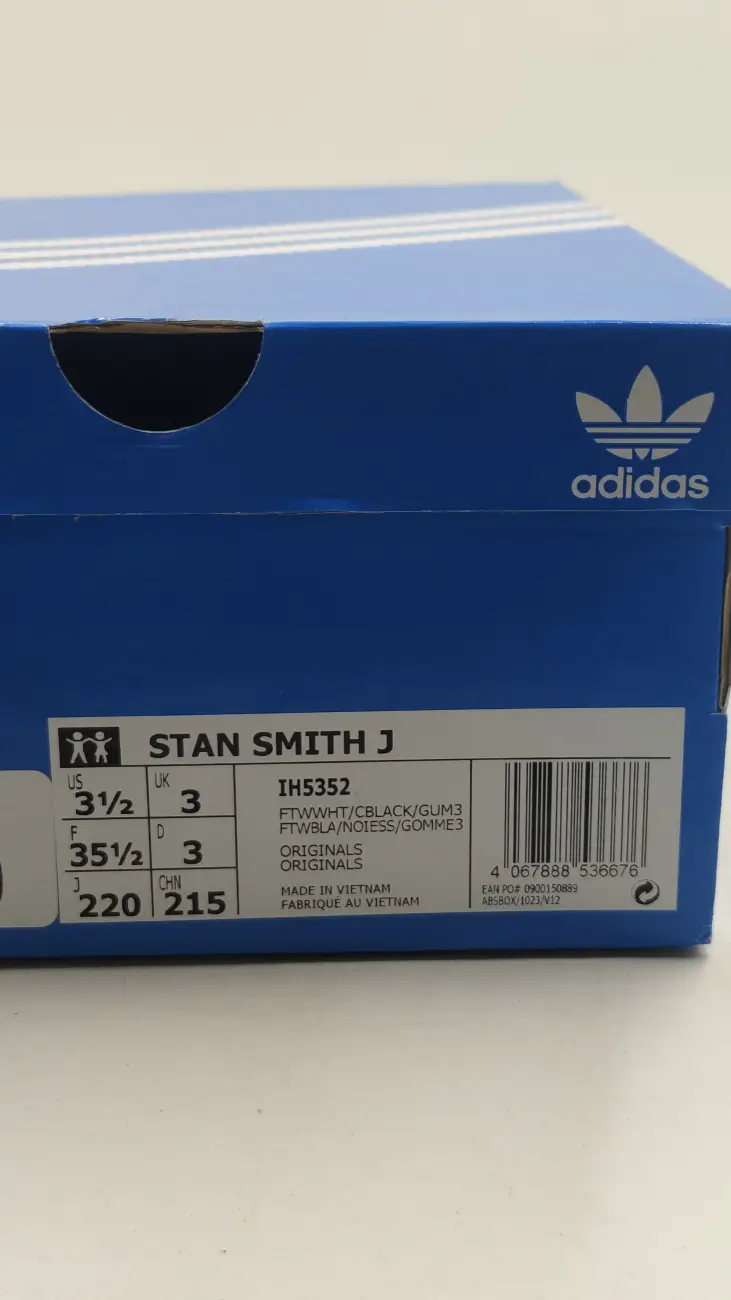 adidas
STAN SMITH J
US 3½ UK 3
F 35½ D 3
J 220 CHN 215
IH5352
FTWWHT/CBLACK/GUM3
FTWBLA/NOIESS/GOMME3
ORIGINALS
ORIGINALS
MADE IN VIETNAM
FABRIQUÉ AU VIETNAM
4 067888 536676
EAN PO# 0900150889
ABSBOX/1023/V12